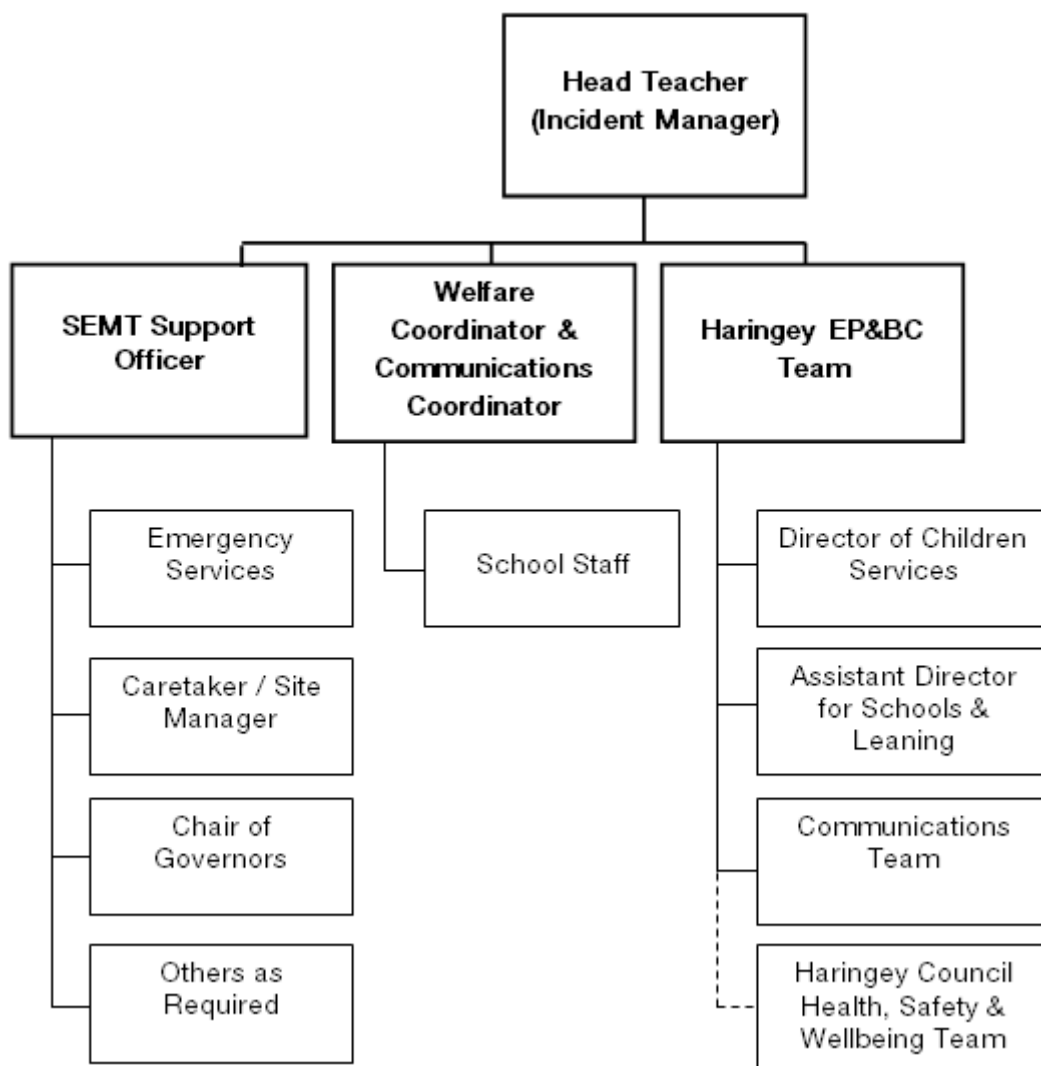 Head Teacher
(Incident Manager)
SEMT Support
Officer
Welfare
Coordinator &
Communications
Coordinator
Haringey EP&BC
Team
Emergency
Services
Caretaker / Site
Manager
Chair of
Governors
Others as
Required
School Staff
Director of Children
Services
Assistant Director
for Schools &
Leaning
Communications
Team
Haringey Council
Health, Safety &
Wellbeing Team